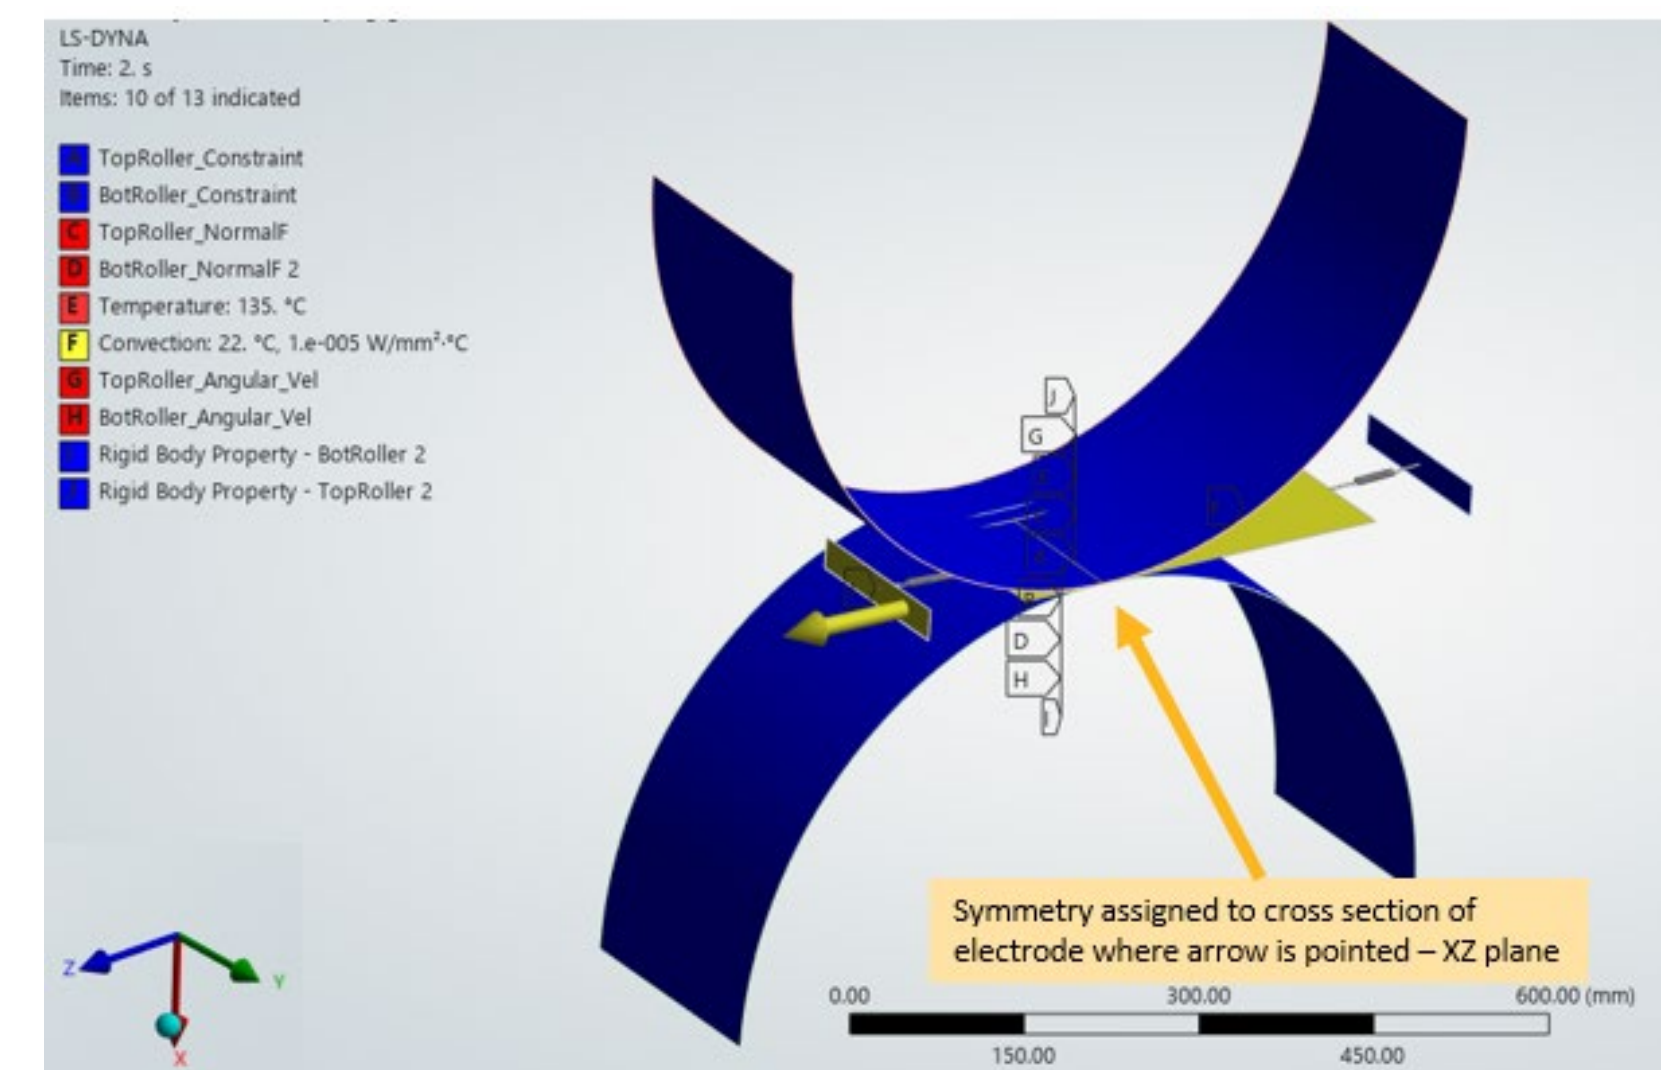 LS-DYNA
Time: 2. s
Items: 10 of 13 indicated
A TopRoller_Constraint
BotRoller_Constraint
C TopRoller_NormalF
D BotRoller_NormalF 2
E Temperature: 135. °C
F Convection: 22. °C, 1.e-005 W/mm²·°C
G TopRoller_Angular_Vel
H BotRoller_Angular_Vel
Rigid Body Property - BotRoller 2
J Rigid Body Property - TopRoller 2
J
G
D
H
Symmetry assigned to cross section of
electrode where arrow is pointed – XZ plane
Z
Y
X
0.00 300.00 600.00 (mm)
150.00 450.00